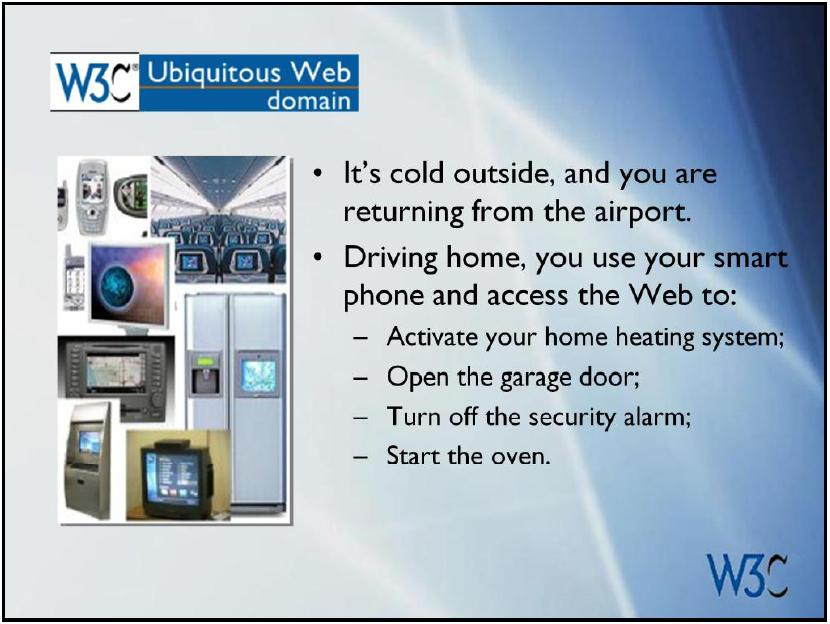 W3C® Ubiquitous Web
domain
• It's cold outside, and you are
returning from the airport.
• Driving home, you use your smart
phone and access the Web to:
– Activate your home heating system;
– Open the garage door;
– Turn off the security alarm;
– Start the oven.
W3C